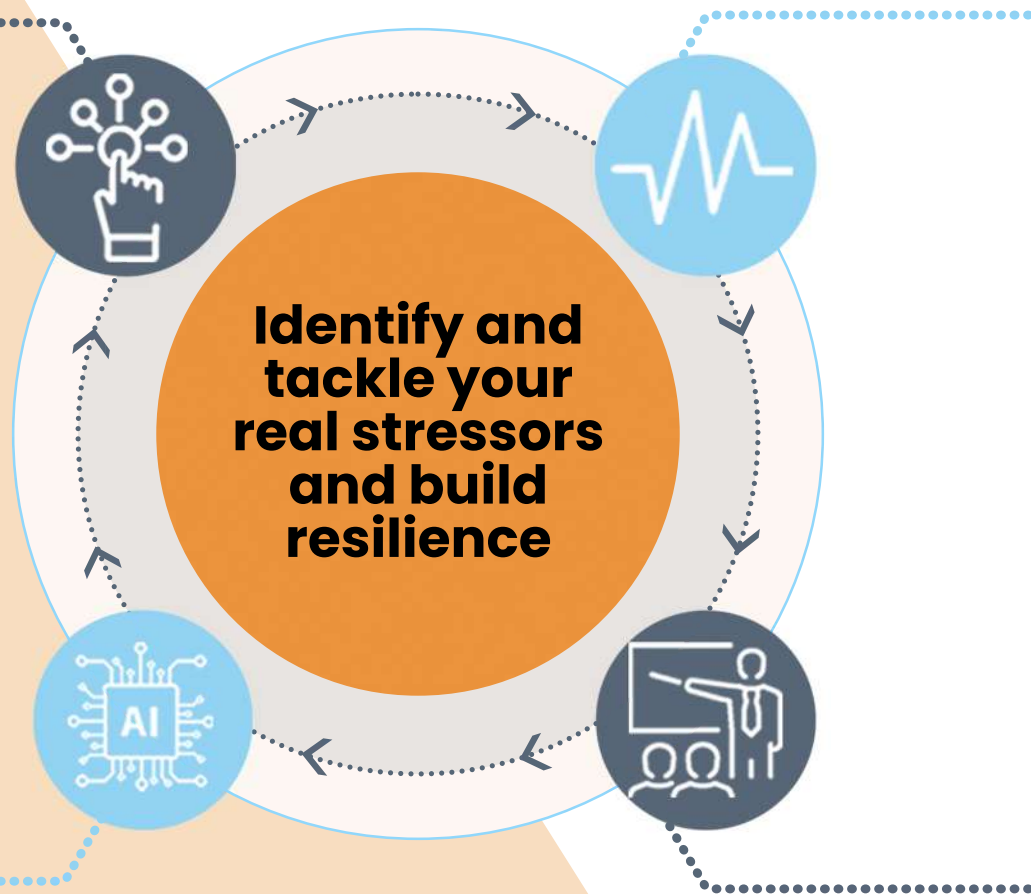 Identify and
tackle your
real stressors
and build
resilience
AI